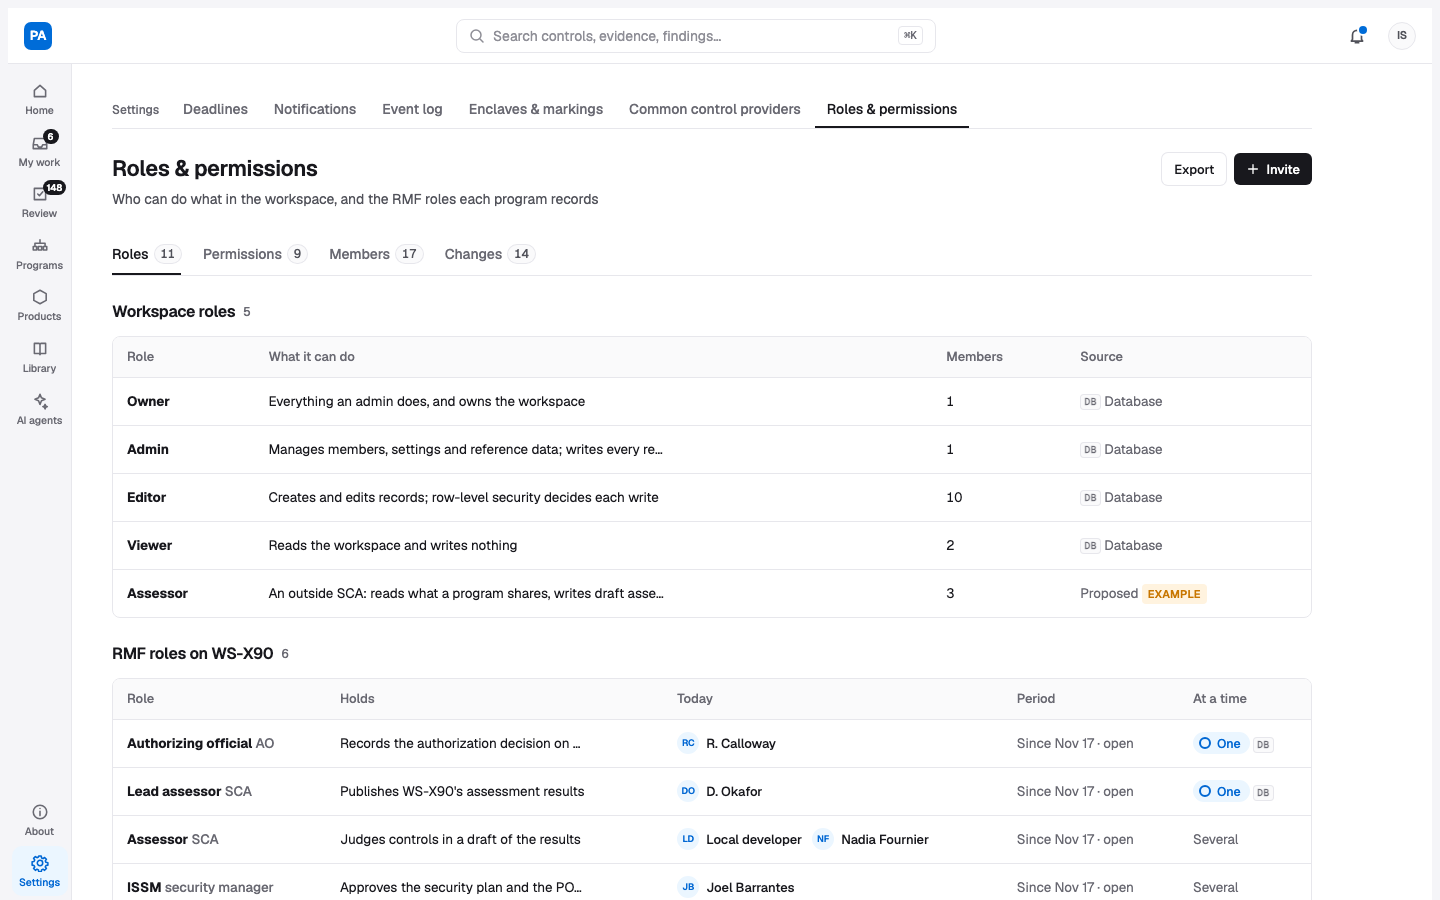 PA
Search controls, evidence, findings...
⌘K
IS
Home
6
My work
148
Review
Programs
Products
Library
AI agents
About
Settings
Settings Deadlines Notifications Event log Enclaves & markings Common control providers Roles & permissions
Roles & permissions
Export
+ Invite
Who can do what in the workspace, and the RMF roles each program records
Roles 11 Permissions 9 Members 17 Changes 14
Workspace roles 5
Role What it can do Members Source
Owner Everything an admin does, and owns the workspace 1 DB Database
Admin Manages members, settings and reference data; writes every re... 1 DB Database
Editor Creates and edits records; row-level security decides each write 10 DB Database
Viewer Reads the workspace and writes nothing 2 DB Database
Assessor An outside SCA: reads what a program shares, writes draft asse... 3 Proposed EXAMPLE
RMF roles on WS-X90 6
Role Holds Today Period At a time
Authorizing official AO Records the authorization decision on ... RC R. Calloway Since Nov 17 · open One DB
Lead assessor SCA Publishes WS-X90's assessment results DO D. Okafor Since Nov 17 · open One DB
Assessor SCA Judges controls in a draft of the results LD Local developer NF Nadia Fournier Since Nov 17 · open Several
ISSM security manager Approves the security plan and the PO... JB Joel Barrantes Since Nov 17 · open Several